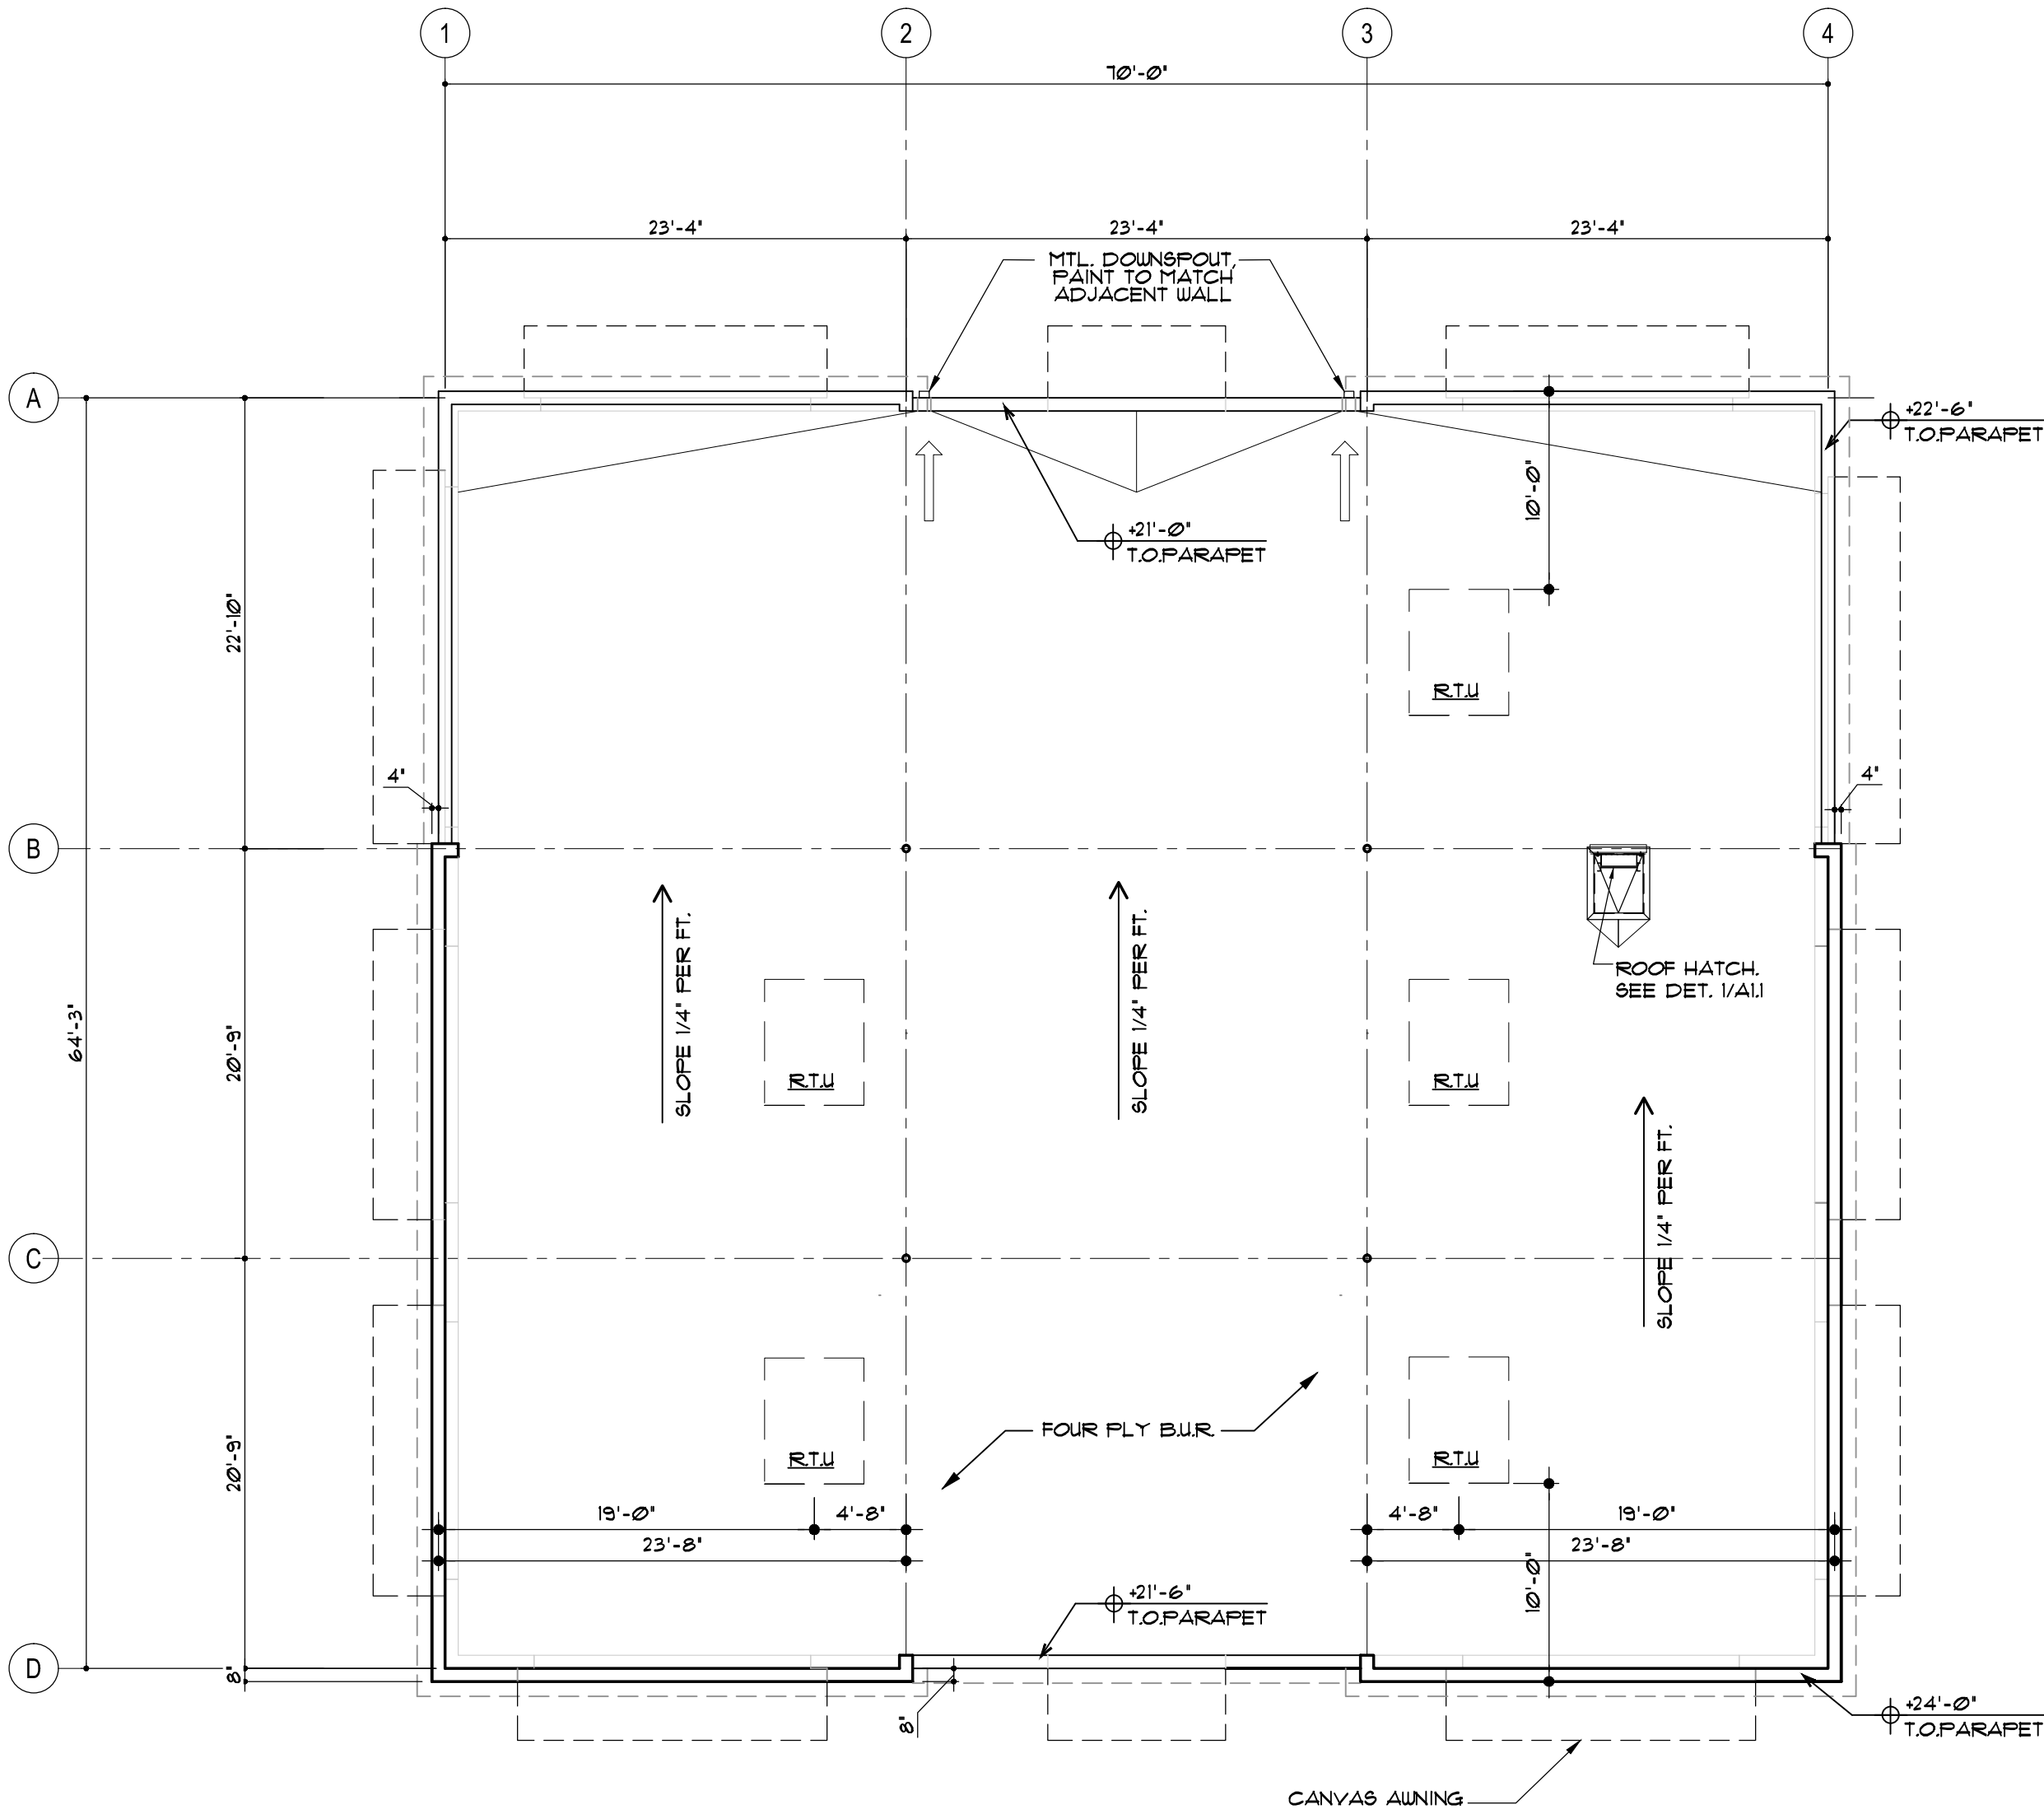 1
2
3
4
70'-0"
23'-4"
23'-4"
23'-4"
MTL. DOWNSPOUT,
PAINT TO MATCH
ADJACENT WALL
A
+22'-6"
T.O.PARAPET
10'-0"
+21'-0"
T.O.PARAPET
22'-10"
R.T.U
4"
4"
B
SLOPE 1/4" PER FT.
SLOPE 1/4" PER FT.
ROOF HATCH.
SEE DET. 1/A1.1
64'-3"
20'-9"
R.T.U
R.T.U
SLOPE 1/4" PER FT.
C
FOUR PLY B.U.R.
20'-9"
R.T.U
R.T.U
19'-0"
4'-8"
4'-8"
19'-0"
23'-8"
23'-8"
10'-0"
+21'-6"
T.O.PARAPET
D
8"
8"
+24'-0"
T.O.PARAPET
CANVAS AWNING